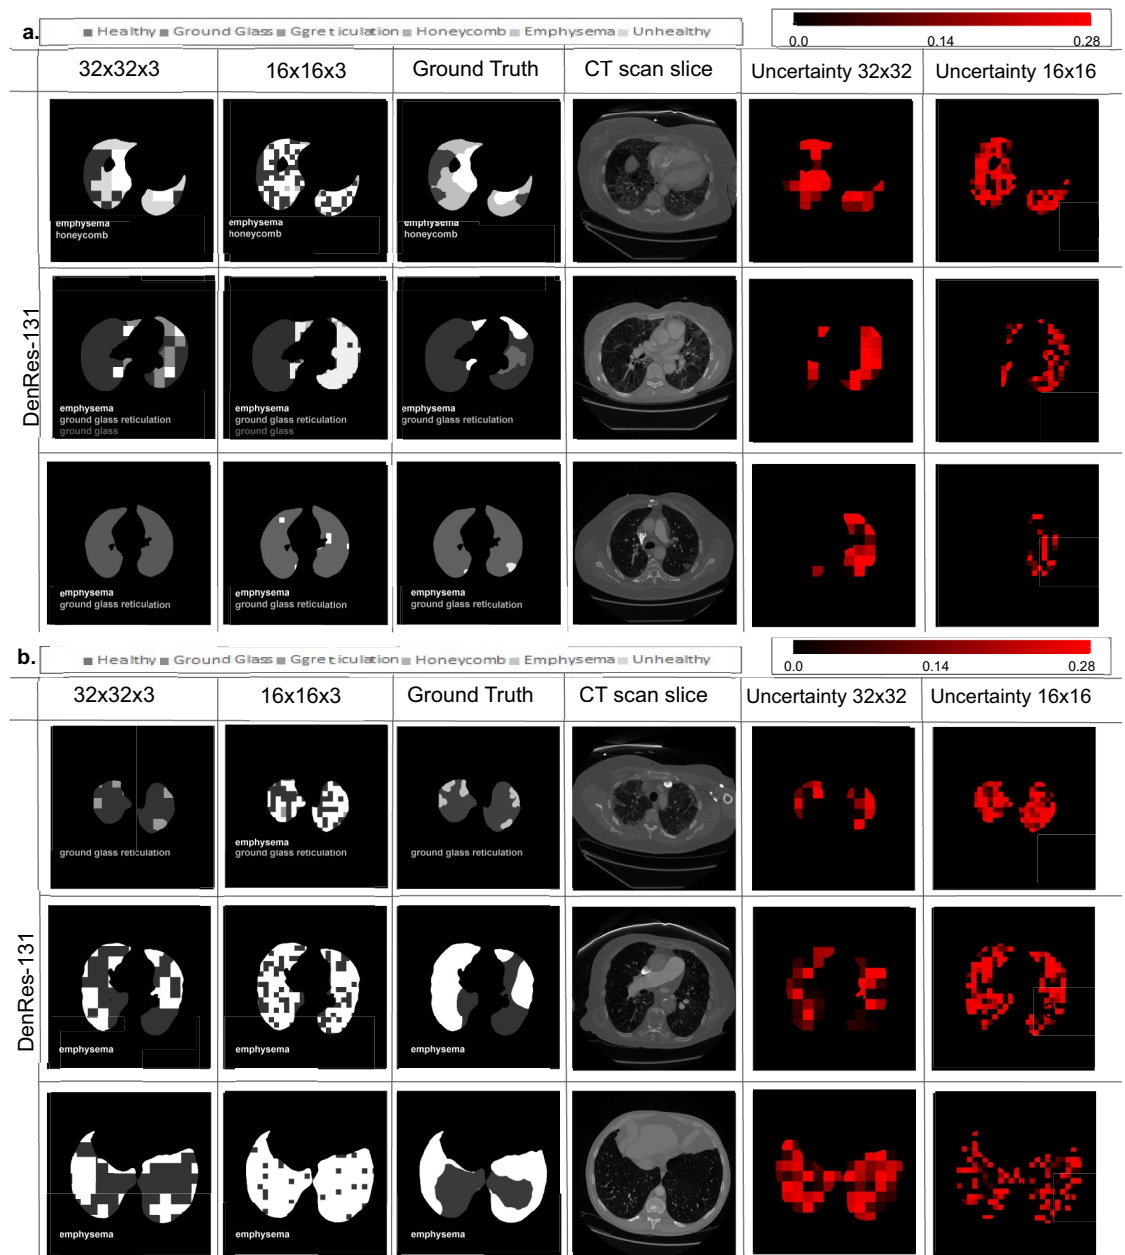 a.
Healthy Ground Glass Ggreticulation Honeycomb Emphysema Unhealthy
0.0 0.14 0.28
32x32x3 16x16x3 Ground Truth CT scan slice Uncertainty 32x32 Uncertainty 16x16
DenRes-131
emphysema emphysema emphysema
honeycomb honeycomb honeycomb
emphysema emphysema emphysema
ground glass reticulation ground glass reticulation ground glass reticulation
ground glass ground glass
emphysema emphysema emphysema
ground glass reticulation ground glass reticulation ground glass reticulation
b.
Healthy Ground Glass Ggreticulation Honeycomb Emphysema Unhealthy
0.0 0.14 0.28
32x32x3 16x16x3 Ground Truth CT scan slice Uncertainty 32x32 Uncertainty 16x16
DenRes-131
emphysema
ground glass reticulation ground glass reticulation ground glass reticulation
emphysema emphysema
emphysema emphysema